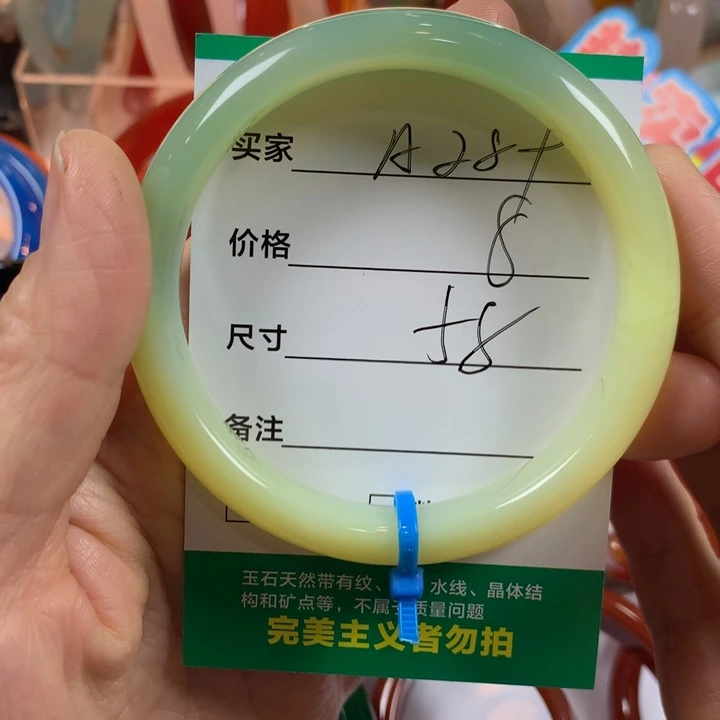 买家 A28+
价格 8
尺寸 58
备注
玉石天然带有纹、 水线、晶体结
构和矿点等，不属 质量问题
完美主义者勿拍